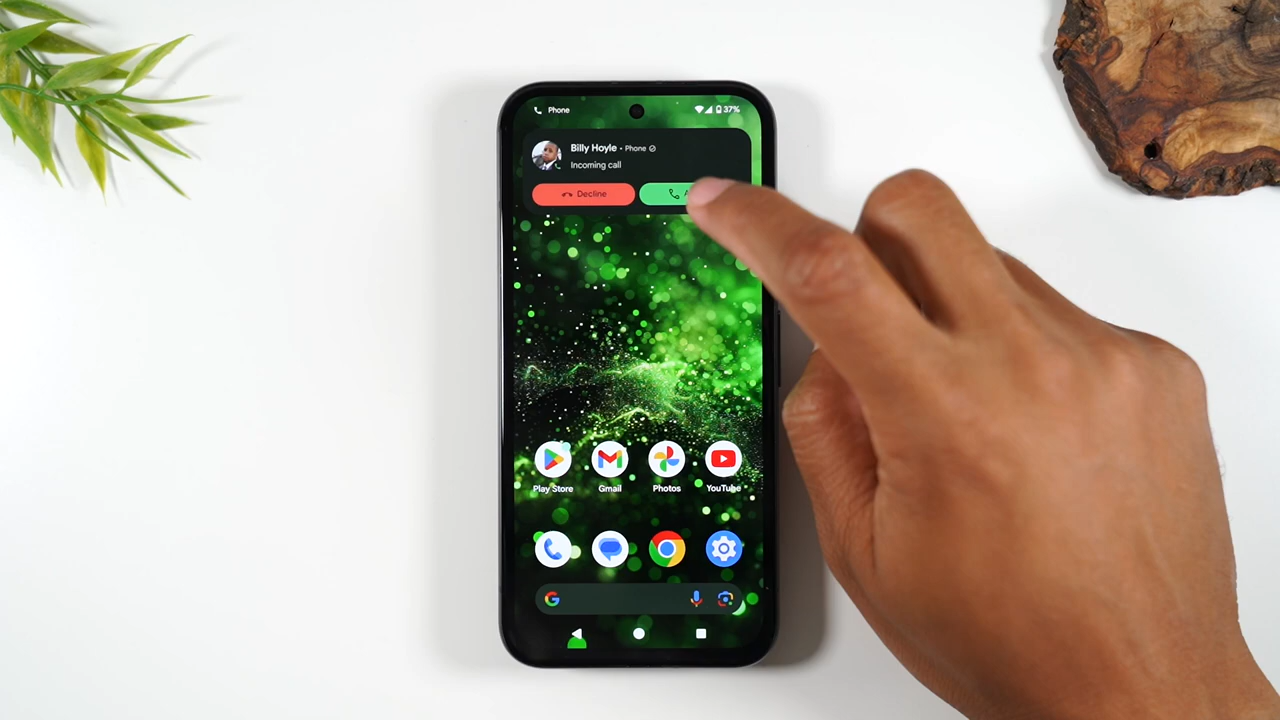 Phone 37%
Billy Hoyle • Phone
Incoming call
Decline
Play Store Gmail Photos YouTube